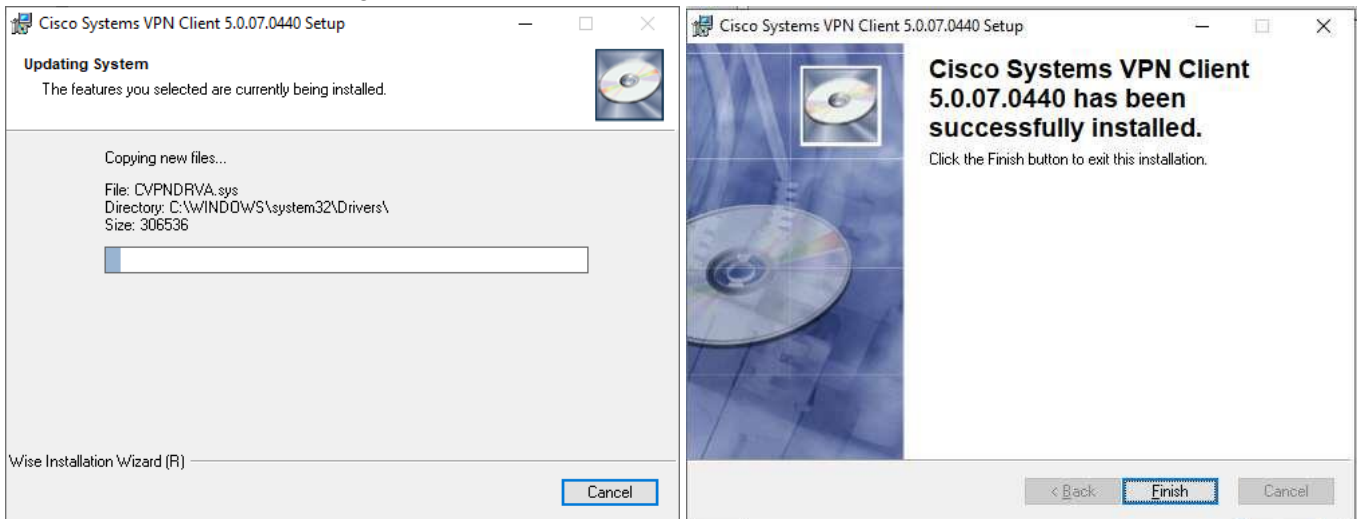 Cisco Systems VPN Client 5.0.07.0440 Setup
Updating System
The features you selected are currently being installed.
Copying new files...
File: CVPNDRVA.sys
Directory: C:\WINDOWS\system32\Drivers\
Size: 306536
Wise Installation Wizard (R)
Cancel
Cisco Systems VPN Client 5.0.07.0440 Setup
Cisco Systems VPN Client
5.0.07.0440 has been
successfully installed.
Click the Finish button to exit this installation.
< Back
Finish
Cancel